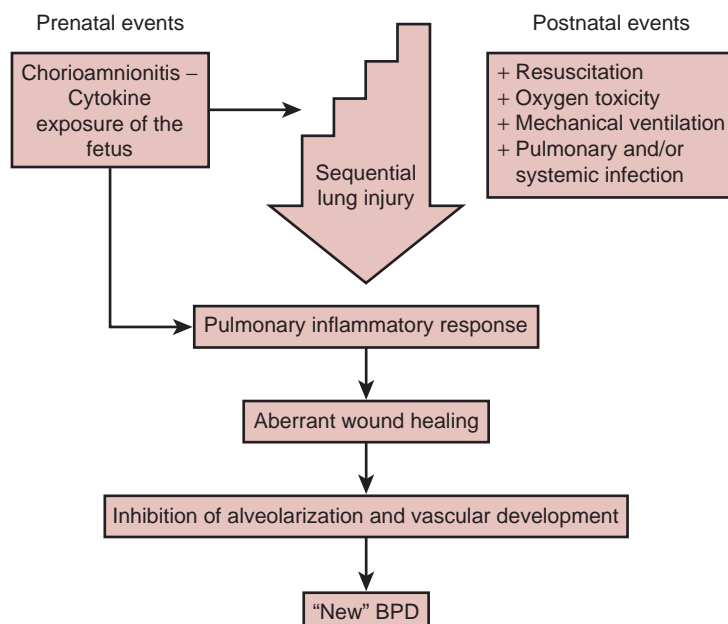 Prenatal events
Chorioamnionitis –
Cytokine
exposure of the
fetus
Sequential
lung injury
Postnatal events
+ Resuscitation
+ Oxygen toxicity
+ Mechanical ventilation
+ Pulmonary and/or
systemic infection
Pulmonary inflammatory response
Aberrant wound healing
Inhibition of alveolarization and vascular development
“New” BPD